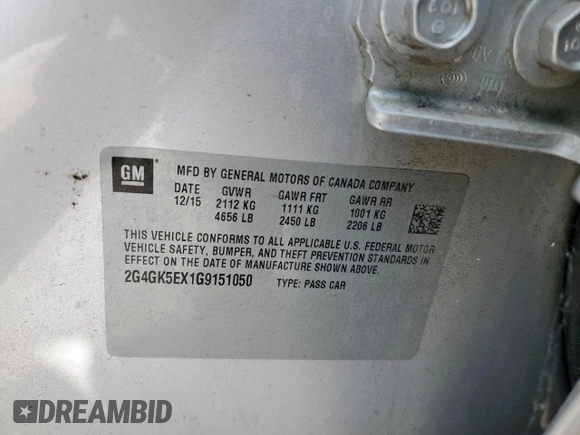 109
GM
MFD BY GENERAL MOTORS OF CANADA COMPANY
DATE GVWR GAWR FRT GAWR RR
12/15 2112 KG 1111 KG 1001 KG
4656 LB 2450 LB 2206 LB
THIS VEHICLE CONFORMS TO ALL APPLICABLE U.S. FEDERAL MOTOR
VEHICLE SAFETY, BUMPER, AND THEFT PREVENTION STANDARDS IN
EFFECT ON THE DATE OF MANUFACTURE SHOWN ABOVE.
2G4GK5EX1G9151050 TYPE: PASS CAR
DREAMBID